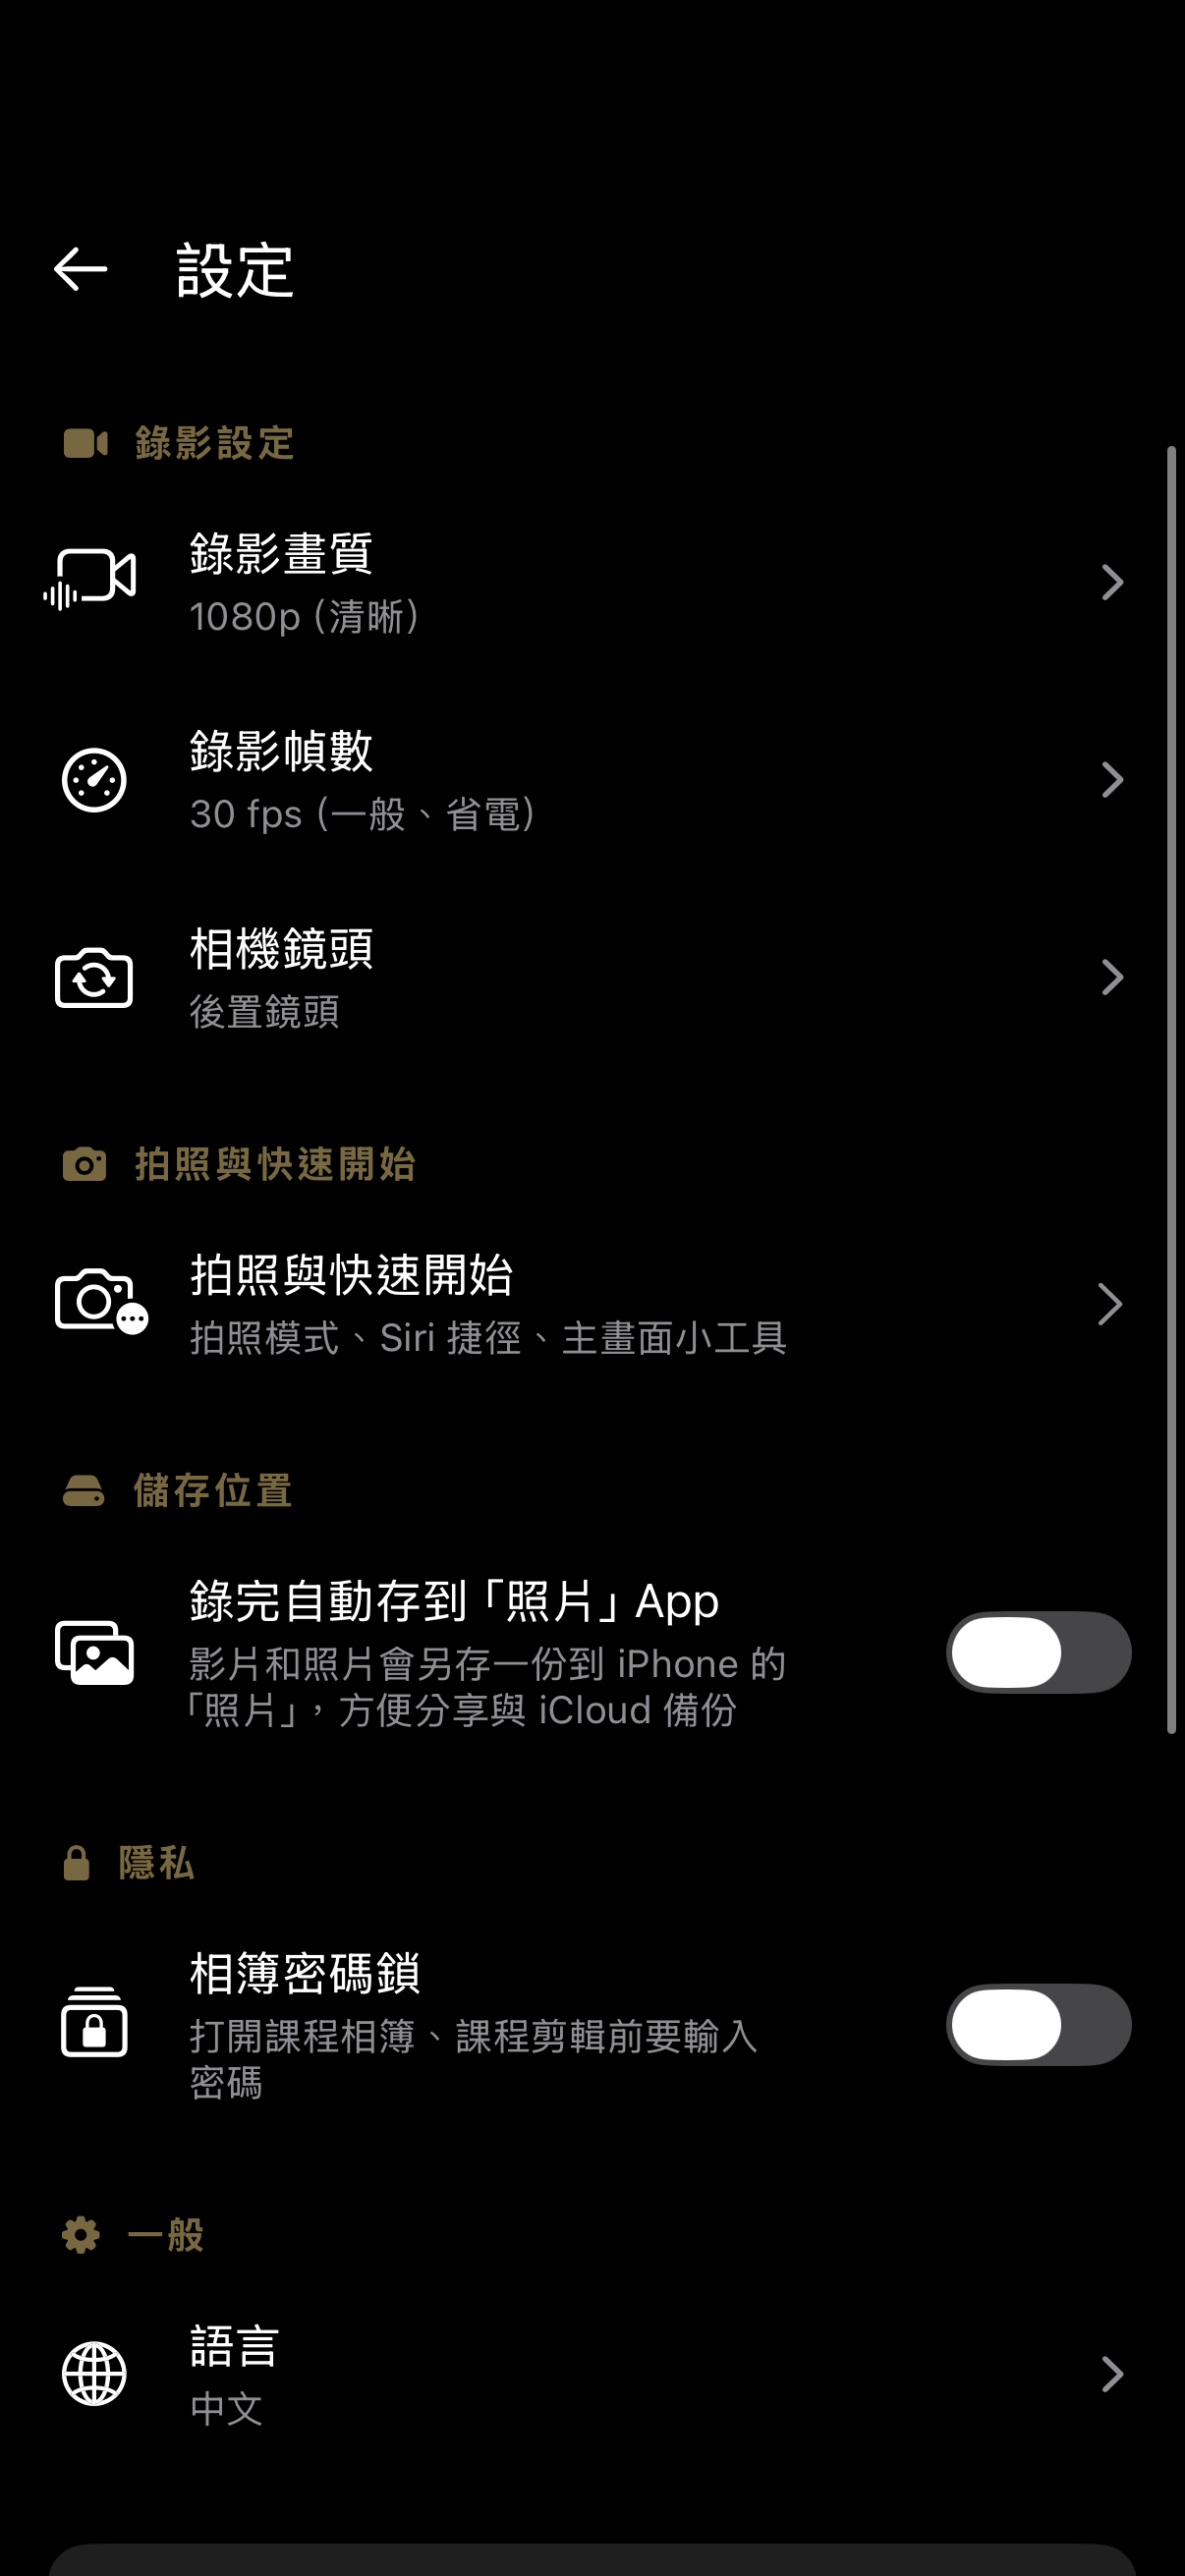 設定
錄影設定
錄影畫質
1080p（清晰）
錄影幀數
30 fps（一般、省電）
相機鏡頭
後置鏡頭
拍照與快速開始
拍照與快速開始
拍照模式、Siri 捷徑、主畫面小工具
儲存位置
錄完自動存到「照片」App
影片和照片會另存一份到 iPhone 的
「照片」，方便分享與 iCloud 備份
隱私
相簿密碼鎖
打開課程相簿、課程剪輯前要輸入
密碼
一般
語言
中文